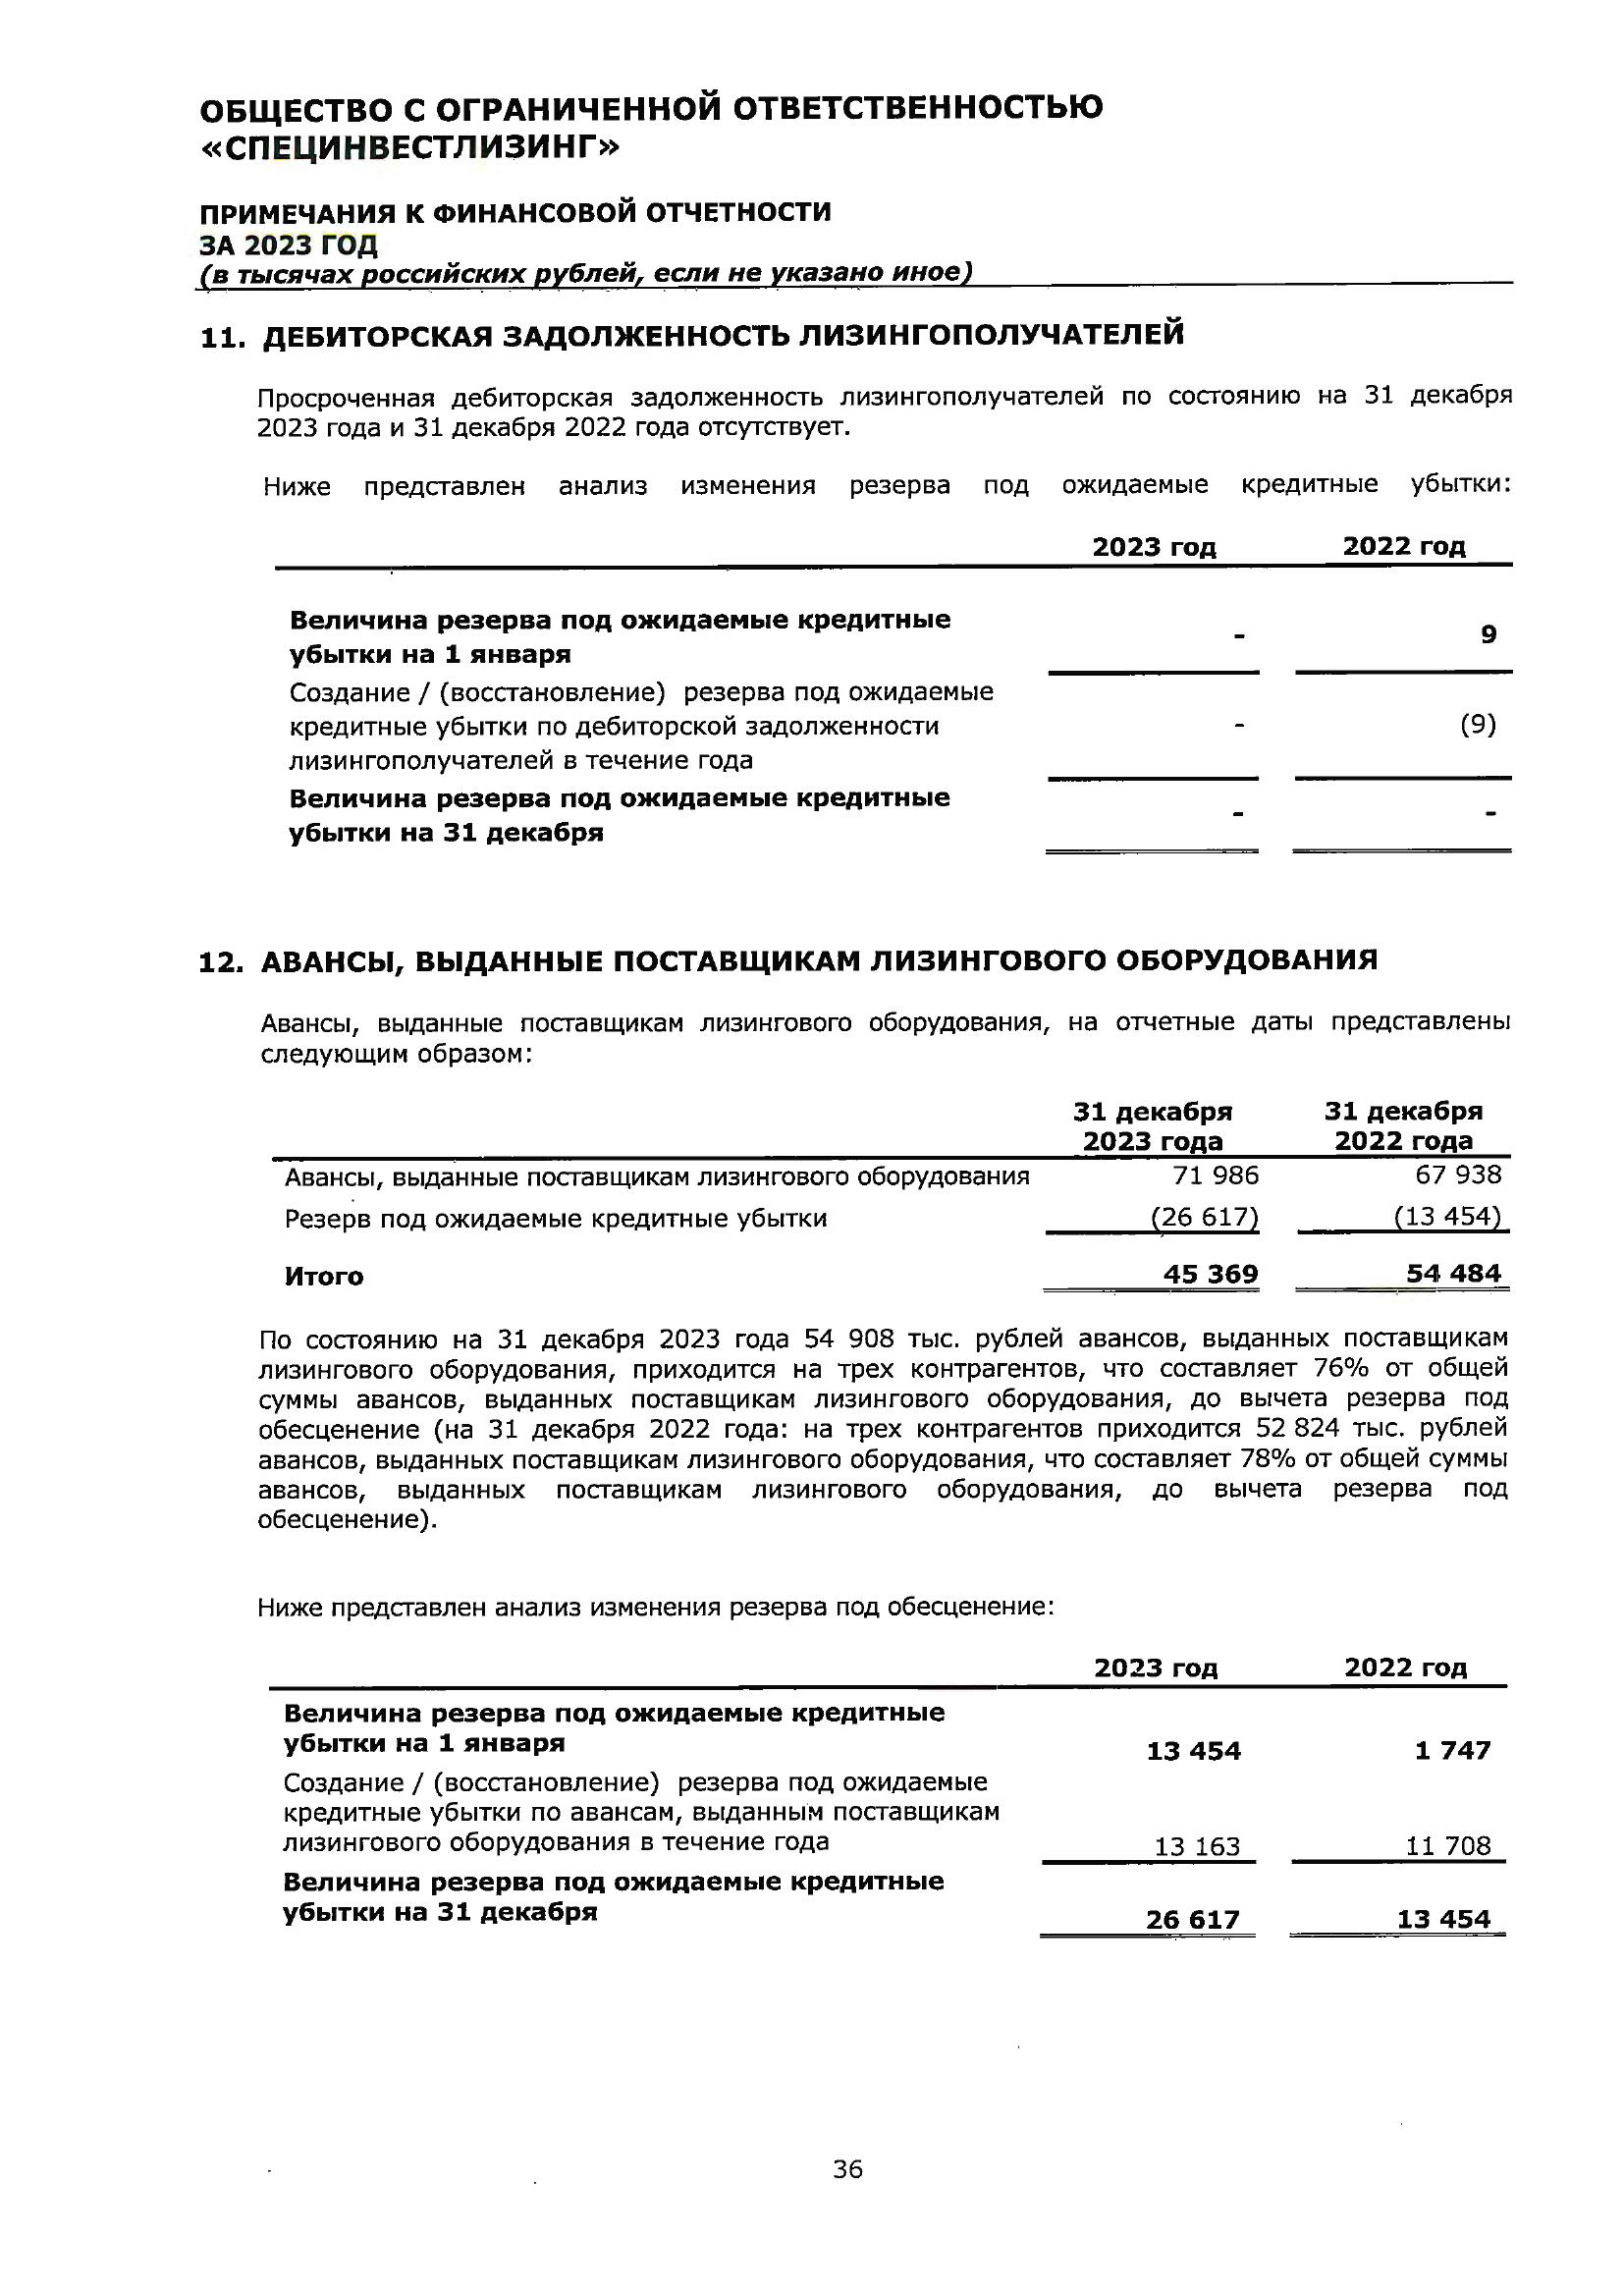 ОБЩЕСТВО С ОГРАНИЧЕННОЙ ОТВЕТСТВЕННОСТЬЮ
«СПЕЦИНВЕСТЛИЗИНГ»
ПРИМЕЧАНИЯ К ФИНАНСОВОЙ ОТЧЕТНОСТИ
ЗА 2023 ГОД
(в тысячах российских рублей, если не указано иное)
11. ДЕБИТОРСКАЯ ЗАДОЛЖЕННОСТЬ ЛИЗИНГОПОЛУЧАТЕЛЕЙ
Просроченная дебиторская задолженность лизингополучателей по состоянию на 31 декабря
2023 года и 31 декабря 2022 года отсутствует.
Ниже представлен анализ изменения резерва под ожидаемые кредитные убытки:
2023 год 2022 год
Величина резерва под ожидаемые кредитные
убытки на 1 января - 9
Создание / (восстановление) резерва под ожидаемые
кредитные убытки по дебиторской задолженности - (9)
лизингополучателей в течение года
Величина резерва под ожидаемые кредитные
убытки на 31 декабря - -
12. АВАНСЫ, ВЫДАННЫЕ ПОСТАВЩИКАМ ЛИЗИНГОВОГО ОБОРУДОВАНИЯ
Авансы, выданные поставщикам лизингового оборудования, на отчетные даты представлены
следующим образом:
31 декабря 31 декабря
2023 года 2022 года
Авансы, выданные поставщикам лизингового оборудования 71 986 67 938
Резерв под ожидаемые кредитные убытки (26 617) (13 454)
Итого 45 369 54 484
По состоянию на 31 декабря 2023 года 54 908 тыс. рублей авансов, выданных поставщикам
лизингового оборудования, приходится на трех контрагентов, что составляет 76% от общей
суммы авансов, выданных поставщикам лизингового оборудования, до вычета резерва под
обесценение (на 31 декабря 2022 года: на трех контрагентов приходится 52 824 тыс. рублей
авансов, выданных поставщикам лизингового оборудования, что составляет 78% от общей суммы
авансов, выданных поставщикам лизингового оборудования, до вычета резерва под
обесценение).
Ниже представлен анализ изменения резерва под обесценение:
2023 год 2022 год
Величина резерва под ожидаемые кредитные
убытки на 1 января 13 454 1 747
Создание / (восстановление) резерва под ожидаемые
кредитные убытки по авансам, выданным поставщикам
лизингового оборудования в течение года 13 163 11 708
Величина резерва под ожидаемые кредитные
убытки на 31 декабря 26 617 13 454
36